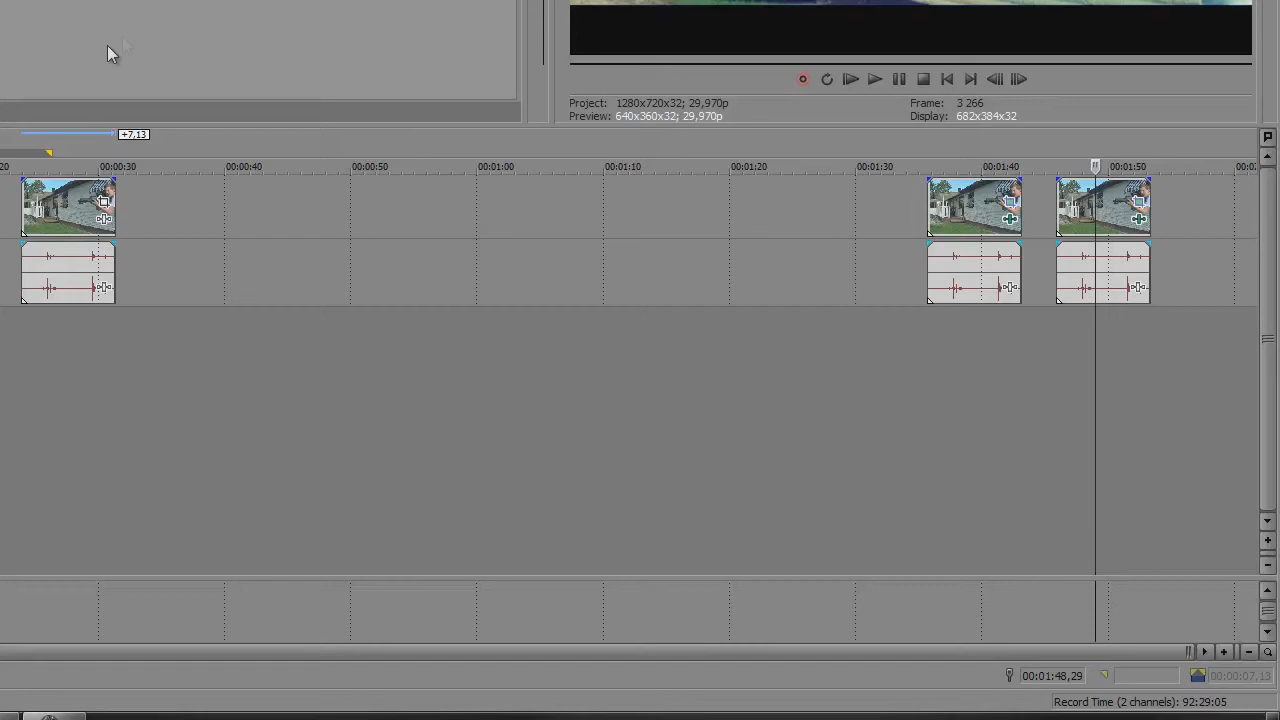 Project: 1280x720x32; 29,970p
Frame: 3 266
Preview: 640x360x32; 29,970p
Display: 682x384x32
+7,13
20 00:00:30 00:00:40 00:00:50 00:01:00 00:01:10 00:01:20 00:01:30 00:01:40 00:01:50 00:0
00:01:48,29
00:00:07,13
Record Time (2 channels): 92:29:05